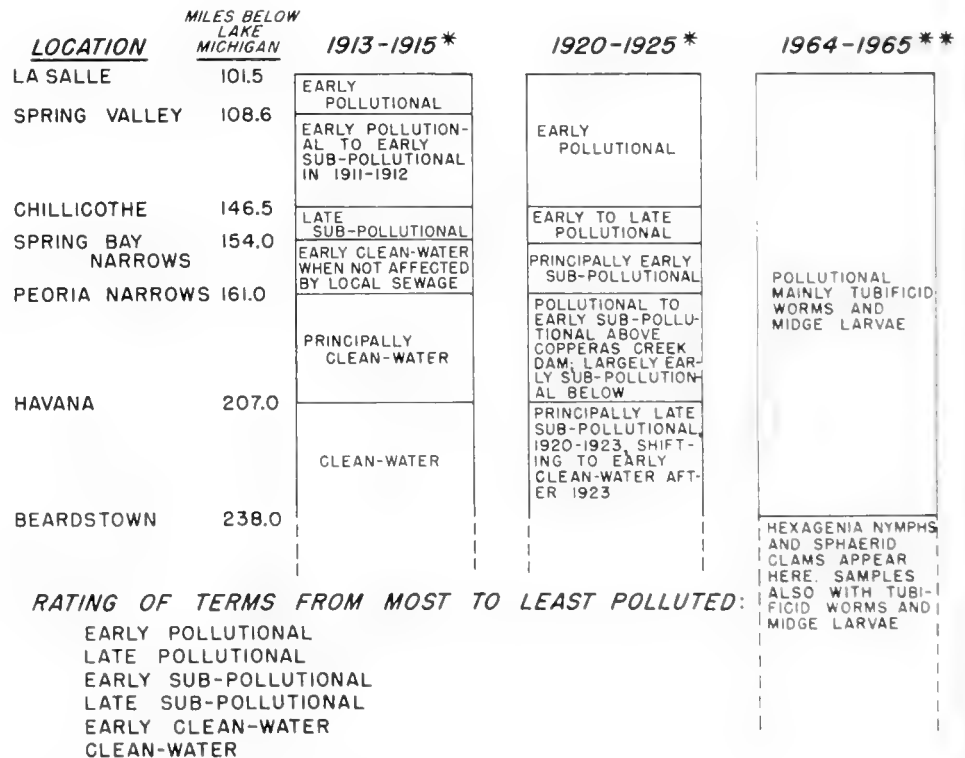 MILES BELOW
LAKE
MICHIGAN
LOCATION
1913-1915*
1920-1925*
1964-1965**
LA SALLE 101.5
SPRING VALLEY 108.6
CHILLICOTHE 146.5
SPRING BAY
NARROWS 154.0
PEORIA NARROWS 161.0
HAVANA 207.0
BEARDSTOWN 238.0
EARLY
POLLUTIONAL
EARLY POLLUTION-
AL TO EARLY
SUB-POLLUTIONAL
IN 1911-1912
LATE
SUB-POLLUTIONAL
EARLY CLEAN-WATER
WHEN NOT AFFECTED
BY LOCAL SEWAGE
PRINCIPALLY
CLEAN-WATER
CLEAN-WATER
EARLY
POLLUTIONAL
EARLY TO LATE
POLLUTIONAL
PRINCIPALLY EARLY
SUB-POLLUTIONAL
POLLUTIONAL TO
EARLY SUB-POLLU-
TIONAL ABOVE
COPPERAS CREEK
DAM; LARGELY EAR-
LY SUB-POLLUTION-
AL BELOW
PRINCIPALLY LATE
SUB-POLLUTIONAL,
1920-1923, SHIFT-
ING TO EARLY
CLEAN-WATER AFT-
ER 1923
POLLUTIONAL
MAINLY TUBIFICID
WORMS AND
MIDGE LARVAE
HEXAGENIA NYMPHS
AND SPHAERID
CLAMS APPEAR
HERE. SAMPLES
ALSO WITH TUBI-
FICID WORMS AND
MIDGE LARVAE
RATING OF TERMS FROM MOST TO LEAST POLLUTED:
EARLY POLLUTIONAL
LATE POLLUTIONAL
EARLY SUB-POLLUTIONAL
LATE SUB-POLLUTIONAL
EARLY CLEAN-WATER
CLEAN-WATER